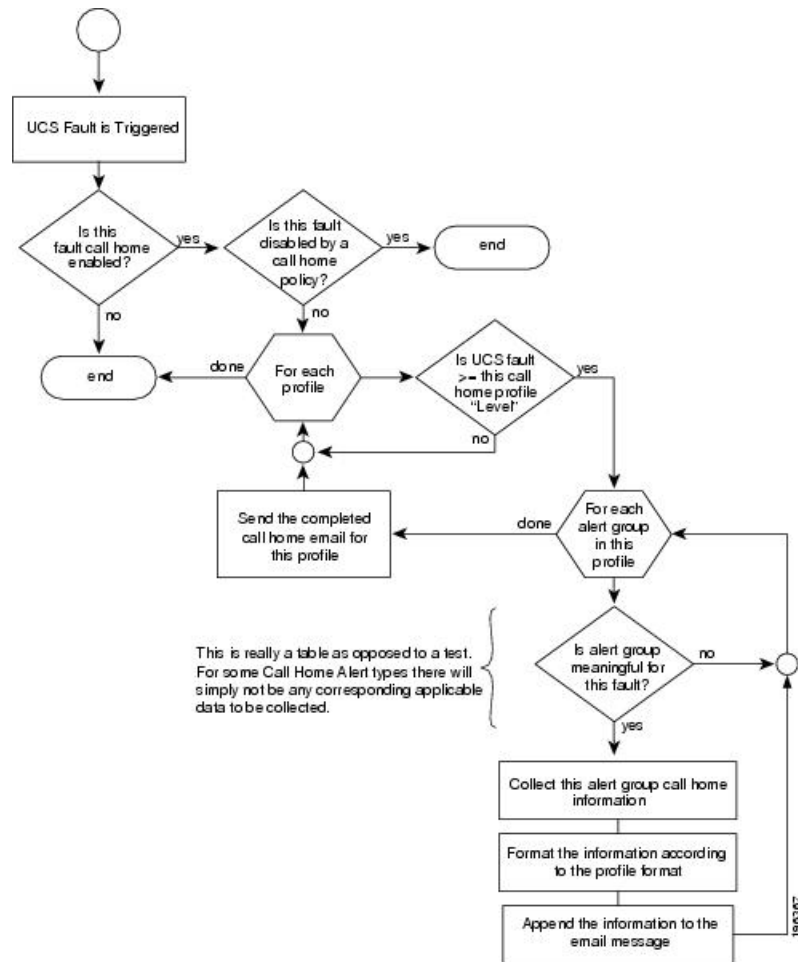 UCS Fault is Triggered
Is this
fault call home
enabled?
yes
Is this fault
disabled by a
call home
policy?
yes
end
no
no
end
done
For each
profile
Is UCS fault
>= this call
home profile
"Level"
yes
no
Send the completed
call home email for
this profile
done
For each
alert group
in this
profile
This is really a table as opposed to a test.
For some Call Home Alert types there will
simply not be any corresponding applicable
data to be collected.
Is alert group
meaningful for
this fault?
no
yes
Collect this alert group call home
information
Format the information according
to the profile format
Append the information to the
email message